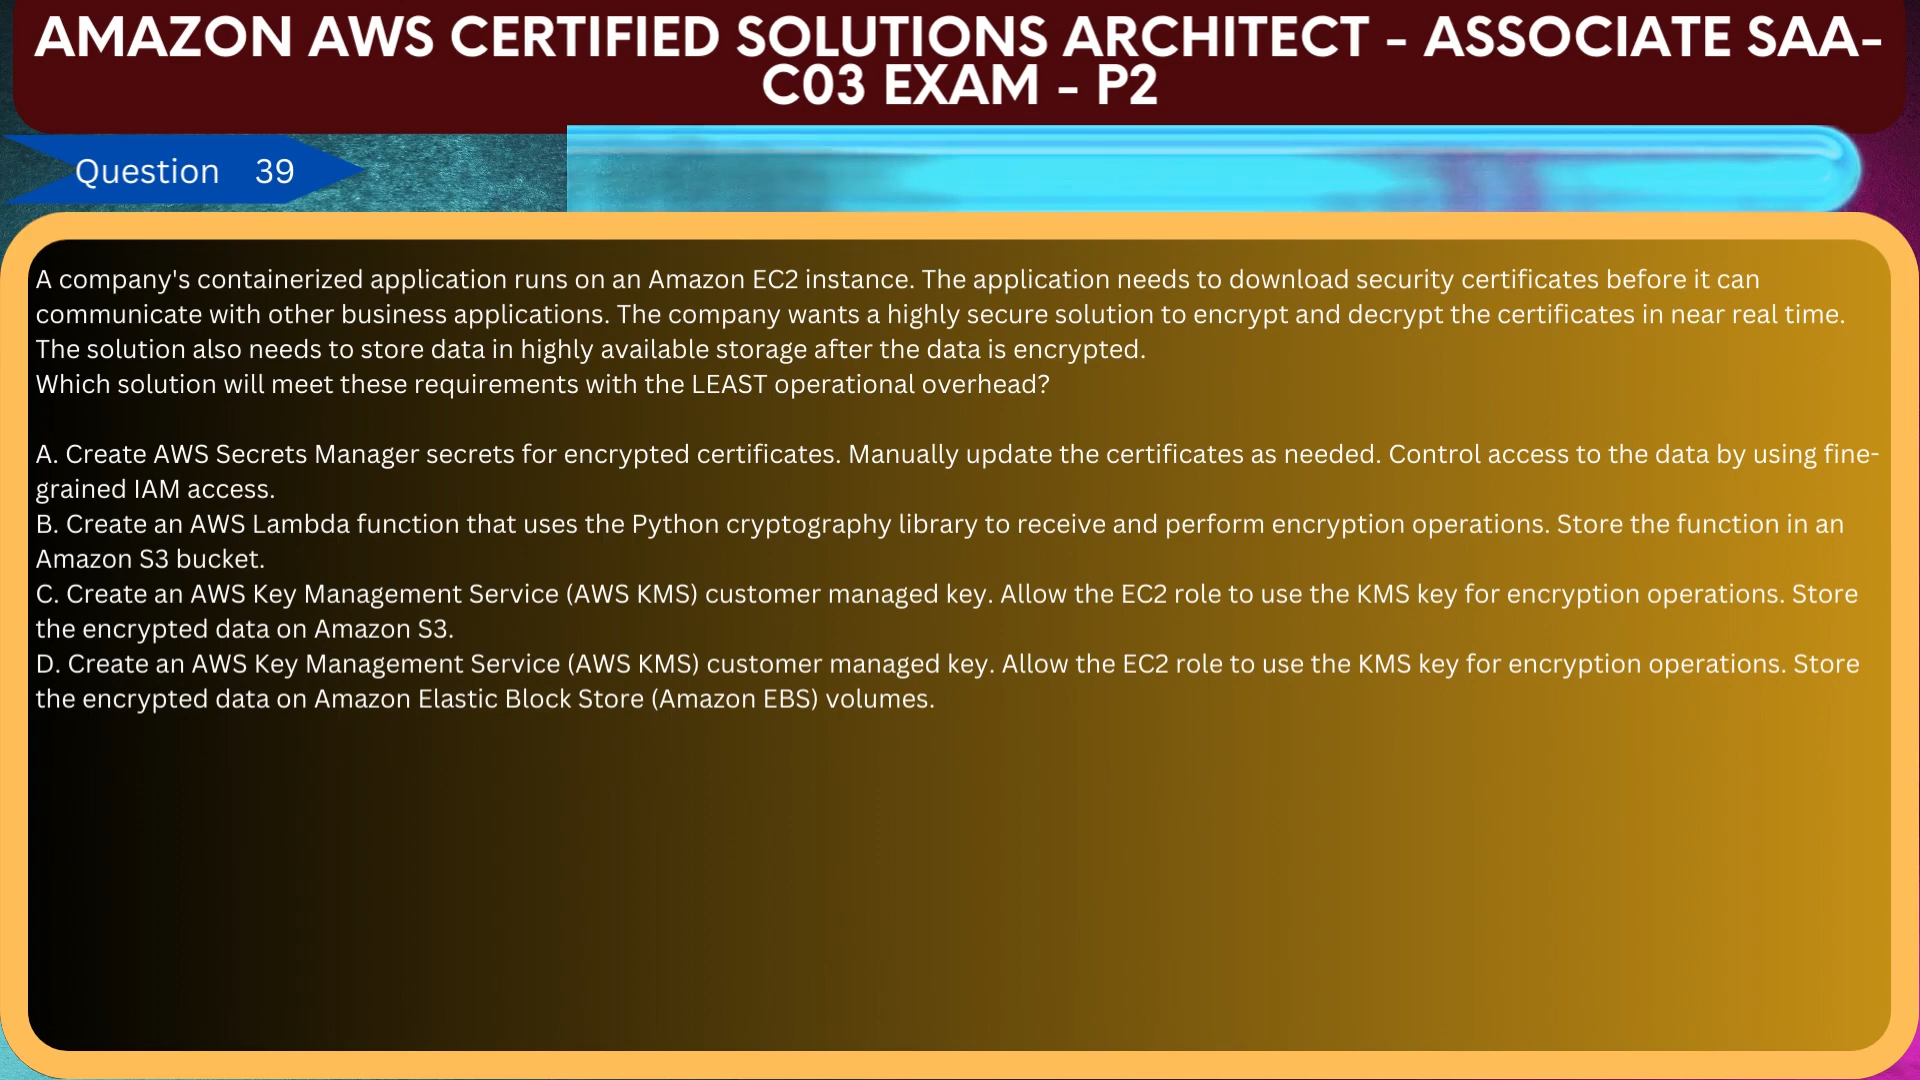 AMAZON AWS CERTIFIED SOLUTIONS ARCHITECT - ASSOCIATE SAA-
C03 EXAM - P2
Question 39
A company's containerized application runs on an Amazon EC2 instance. The application needs to download security certificates before it can
communicate with other business applications. The company wants a highly secure solution to encrypt and decrypt the certificates in near real time.
The solution also needs to store data in highly available storage after the data is encrypted.
Which solution will meet these requirements with the LEAST operational overhead?
A. Create AWS Secrets Manager secrets for encrypted certificates. Manually update the certificates as needed. Control access to the data by using fine-
grained IAM access.
B. Create an AWS Lambda function that uses the Python cryptography library to receive and perform encryption operations. Store the function in an
Amazon S3 bucket.
C. Create an AWS Key Management Service (AWS KMS) customer managed key. Allow the EC2 role to use the KMS key for encryption operations. Store
the encrypted data on Amazon S3.
D. Create an AWS Key Management Service (AWS KMS) customer managed key. Allow the EC2 role to use the KMS key for encryption operations. Store
the encrypted data on Amazon Elastic Block Store (Amazon EBS) volumes.